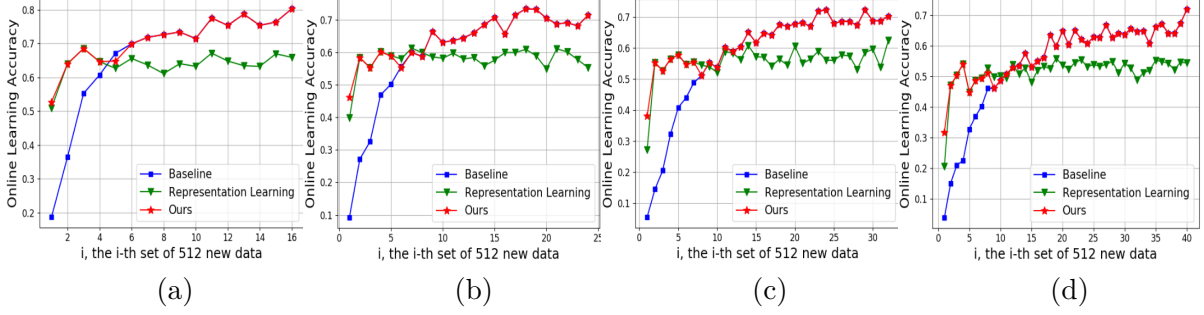 Online Learning Accuracy
0.8
0.7
0.6
0.5
0.4
0.3
0.2
2 4 6 8 10 12 14 16
i, the i-th set of 512 new data
Baseline
Representation Learning
Ours
(a)
Online Learning Accuracy
0.7
0.6
0.5
0.4
0.3
0.2
0.1
0 5 10 15 20 25
i, the i-th set of 512 new data
Baseline
Representation Learning
Ours
(b)
Online Learning Accuracy
0.7
0.6
0.5
0.4
0.3
0.2
0.1
0 5 10 15 20 25 30
i, the i-th set of 512 new data
Baseline
Representation Learning
Ours
(c)
Online Learning Accuracy
0.7
0.6
0.5
0.4
0.3
0.2
0.1
0 5 10 15 20 25 30 35 40
i, the i-th set of 512 new data
Baseline
Representation Learning
Ours
(d)